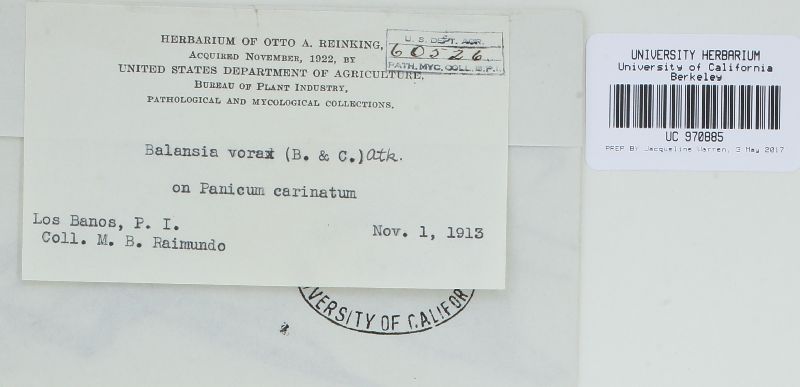 HERBARIUM OF OTTO A. REINKING,
ACQUIRED NOVEMBER, 1922, BY
UNITED STATES DEPARTMENT OF AGRICULTURE,
BUREAU OF PLANT INDUSTRY,
PATHOLOGICAL AND MYCOLOGICAL COLLECTIONS.
U. S. DEPT. AGR.
60526
PATH. MYC. COLL. B.P.I.
Balansia vorax (B. & C.) Atk.
on Panicum carinatum
Los Banos, P. I.
Coll. M. B. Raimundo
Nov. 1, 1913
VERSITY OF CALIFOR
UNIVERSITY HERBARIUM
University of California
Berkeley
UC 970885
PREP BY Jacqueline Warren, 3 May 2017